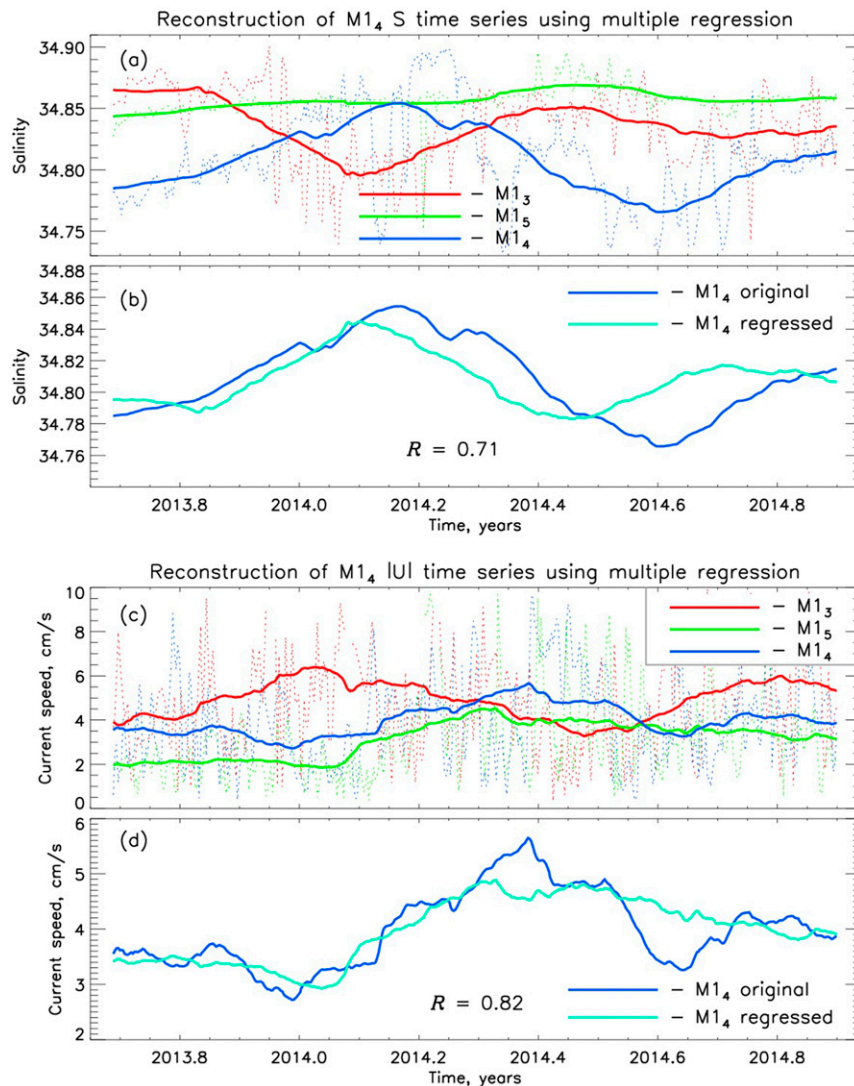 Reconstruction of M1₄ S time series using multiple regression
(a)
Salinity
34.90
34.85
34.80
34.75
– M1₃
– M1₅
– M1₄
(b)
Salinity
34.88
34.86
34.84
34.82
34.80
34.78
34.76
– M1₄ original
– M1₄ regressed
R = 0.71
2013.8 2014.0 2014.2 2014.4 2014.6 2014.8
Time, years
Reconstruction of M1₄ |U| time series using multiple regression
(c)
Current speed, cm/s
10
8
6
4
2
0
– M1₃
– M1₅
– M1₄
(d)
Current speed, cm/s
6
5
4
3
2
– M1₄ original
– M1₄ regressed
R = 0.82
2013.8 2014.0 2014.2 2014.4 2014.6 2014.8
Time, years